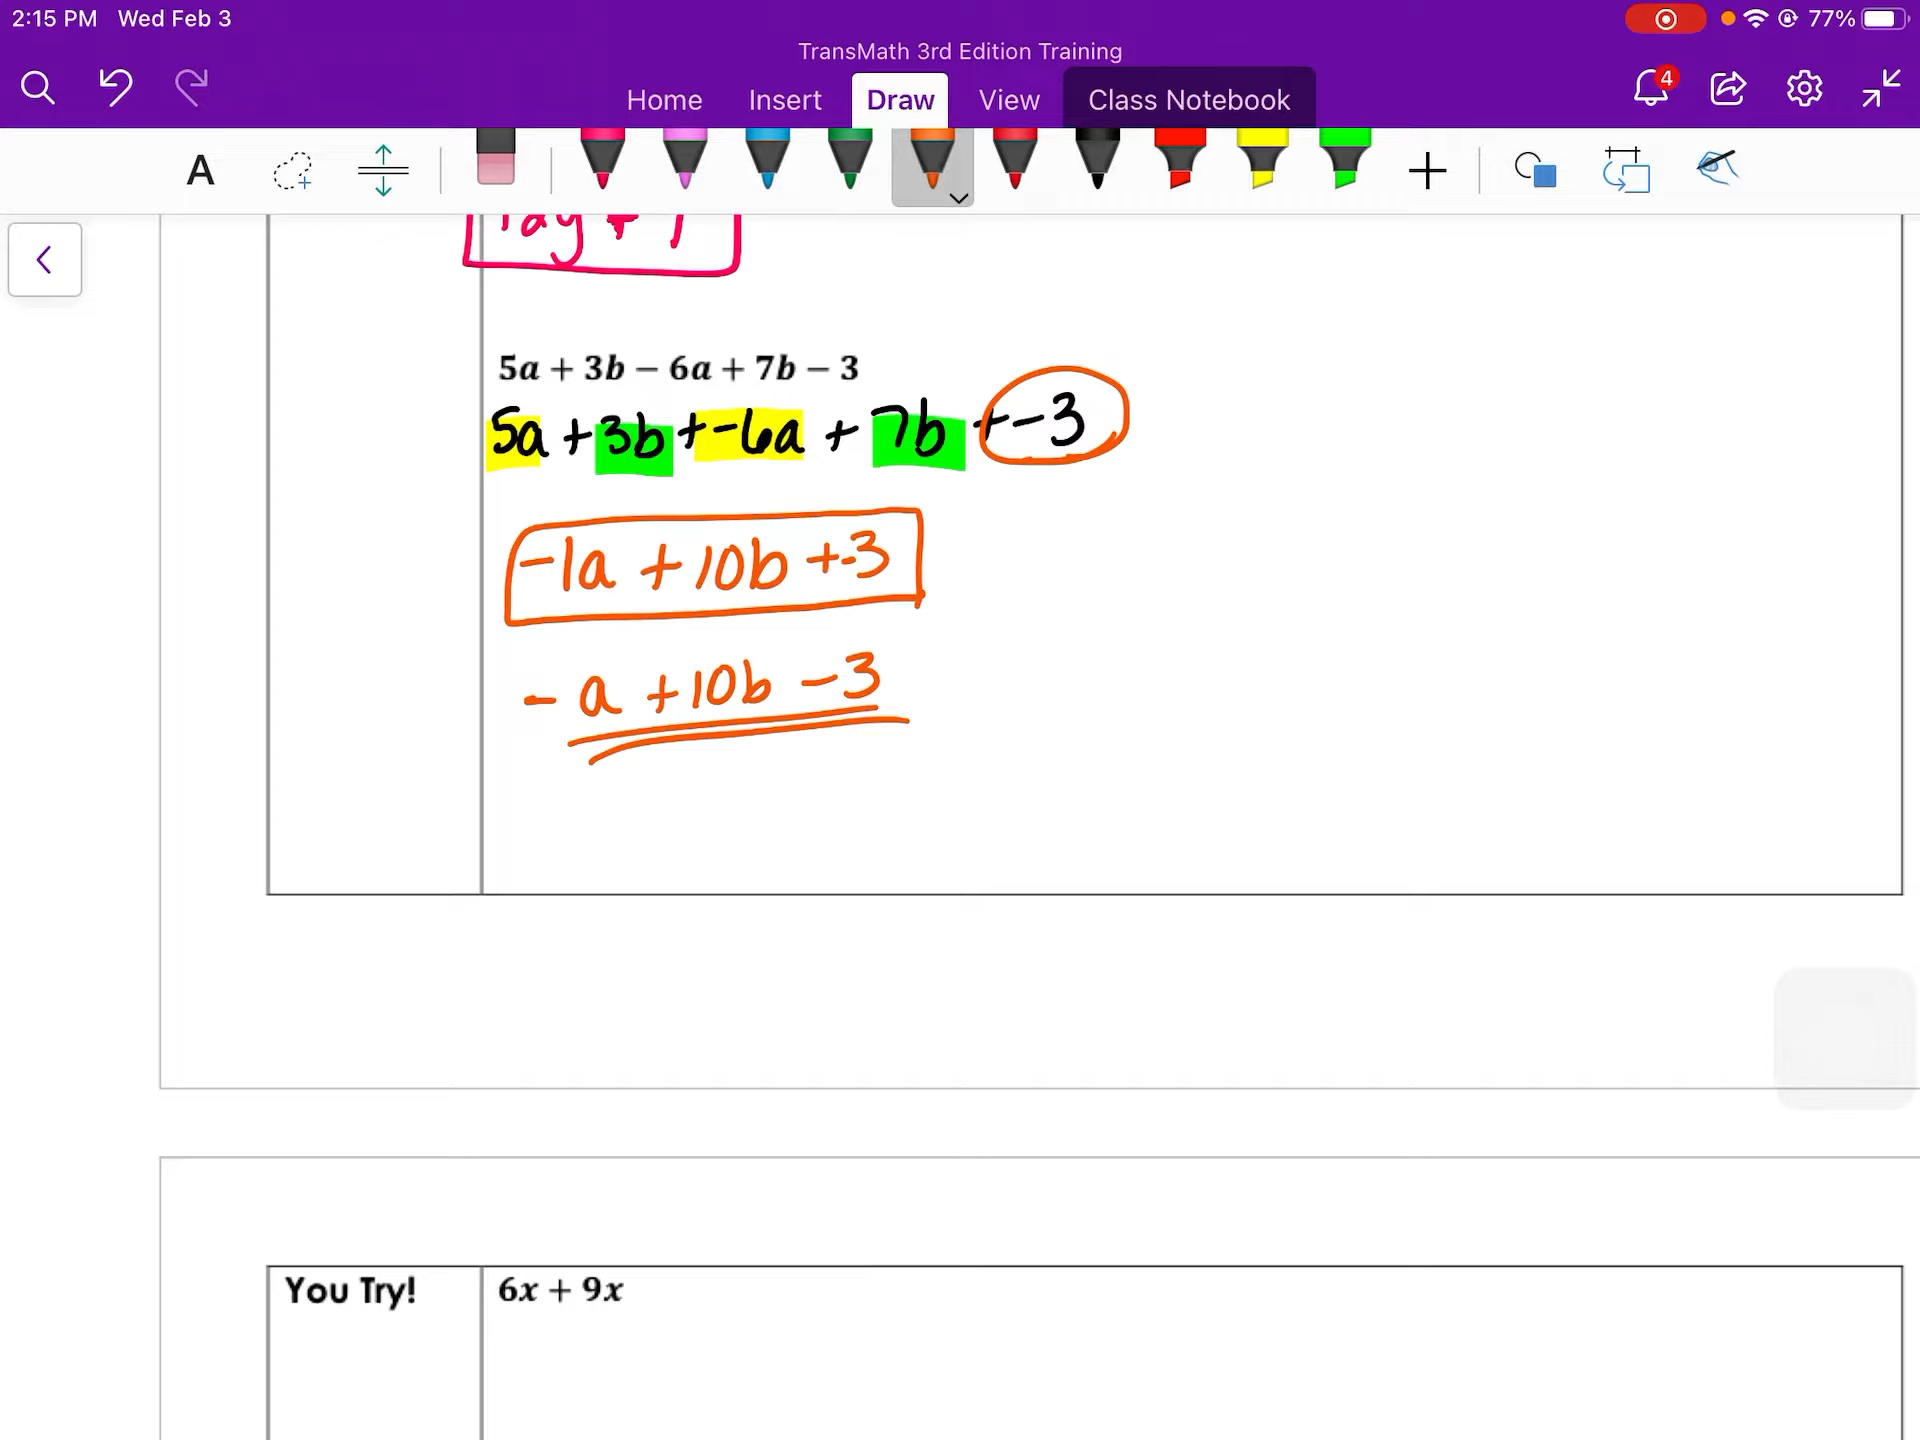 2:15 PM Wed Feb 3
77%
TransMath 3rd Edition Training
Home Insert Draw View Class Notebook
4
A
5a + 3b − 6a + 7b − 3
5a + 3b + -6a + 7b + -3
-1a + 10b + -3
- a + 10b - 3
You Try!
6x + 9x